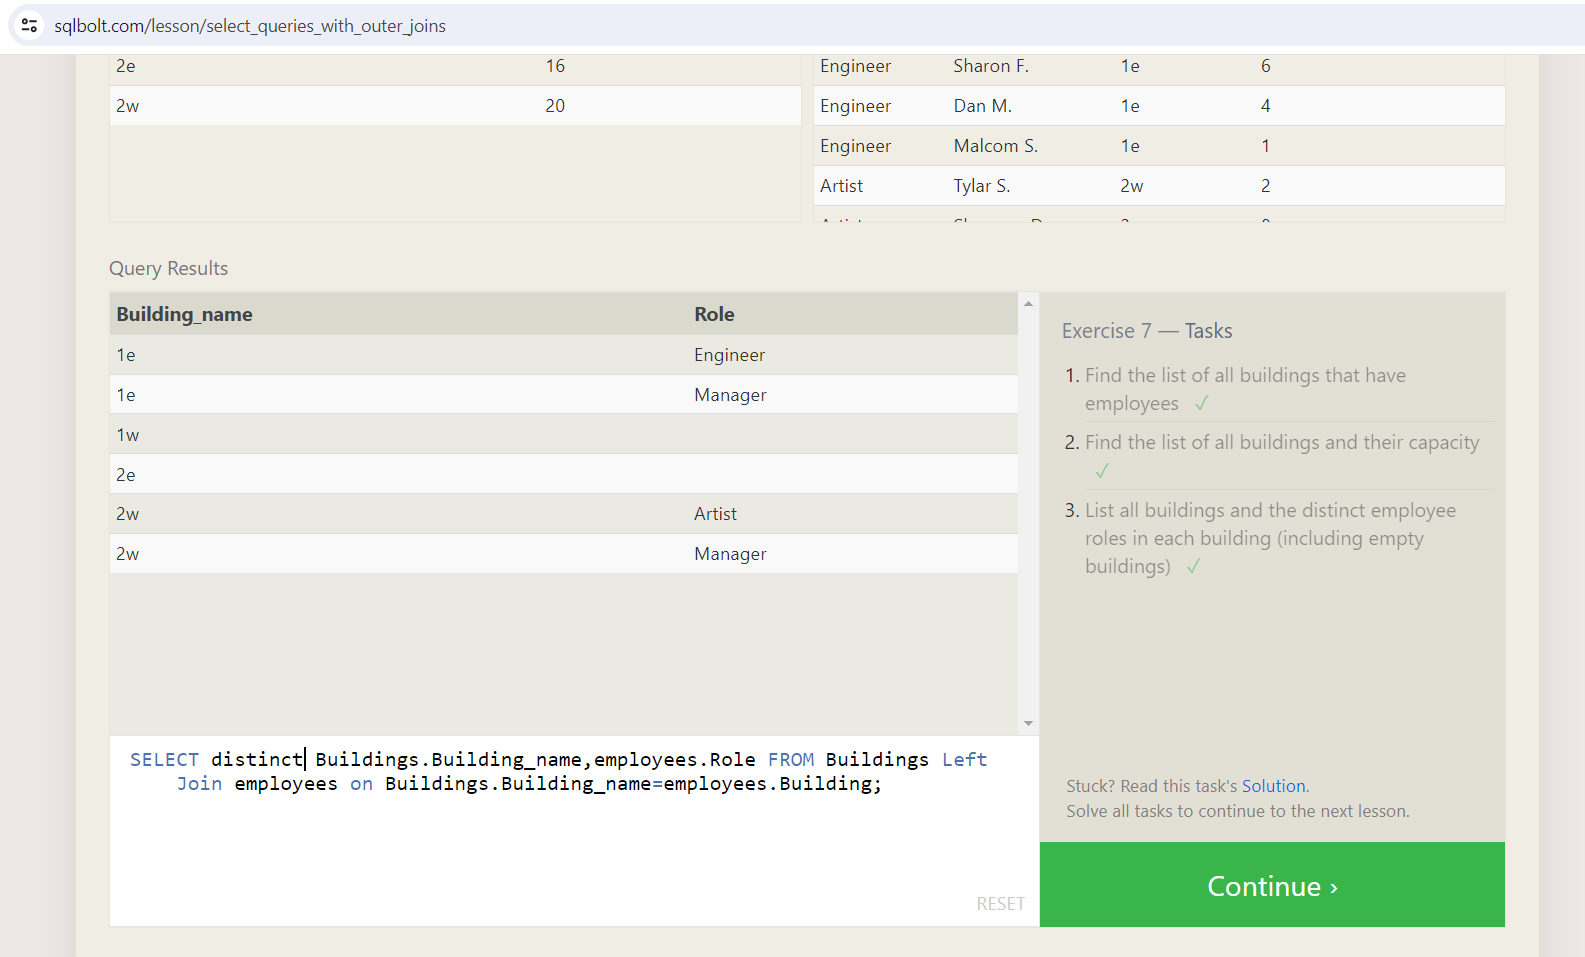 sqlbolt.com/lesson/select_queries_with_outer_joins
2e 16
2w 20
Engineer Sharon F. 1e 6
Engineer Dan M. 1e 4
Engineer Malcom S. 1e 1
Artist Tylar S. 2w 2
Query Results
Building_name Role
1e Engineer
1e Manager
1w
2e
2w Artist
2w Manager
SELECT distinct Buildings.Building_name,employees.Role FROM Buildings Left
Join employees on Buildings.Building_name=employees.Building;
RESET
Exercise 7 — Tasks
1. Find the list of all buildings that have
employees ✓
2. Find the list of all buildings and their capacity
✓
3. List all buildings and the distinct employee
roles in each building (including empty
buildings) ✓
Stuck? Read this task's Solution.
Solve all tasks to continue to the next lesson.
Continue ›